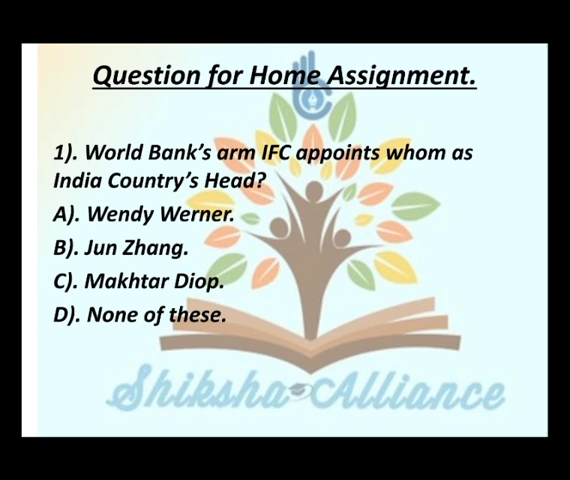 Question for Home Assignment.
1). World Bank's arm IFC appoints whom as
India Country's Head?
A). Wendy Werner.
B). Jun Zhang.
C). Makhtar Diop.
D). None of these.
Shiksha Alliance